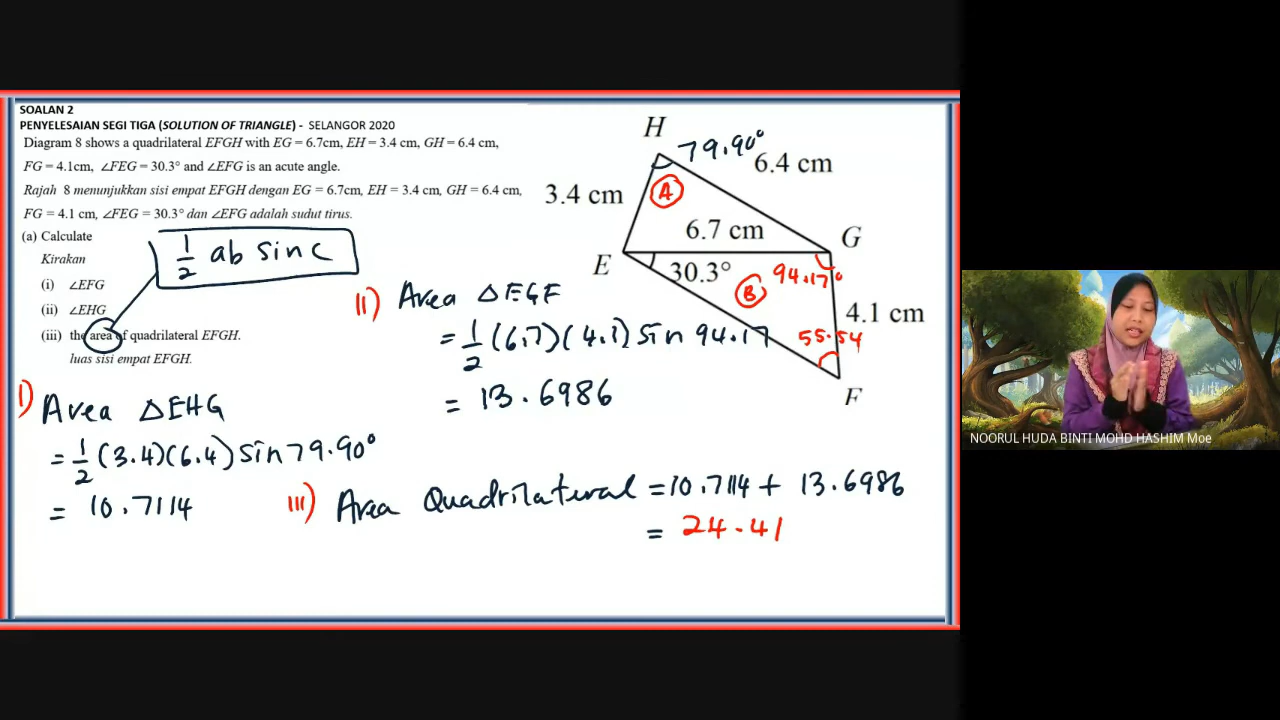 SOALAN 2
PENYELESAIAN SEGI TIGA (SOLUTION OF TRIANGLE) - SELANGOR 2020
Diagram 8 shows a quadrilateral EFGH with EG = 6.7cm, EH = 3.4 cm, GH = 6.4 cm,
FG = 4.1cm, ∠FEG = 30.3° and ∠EFG is an acute angle.
Rajah 8 menunjukkan sisi empat EFGH dengan EG = 6.7cm, EH = 3.4 cm, GH = 6.4 cm,
FG = 4.1 cm, ∠FEG = 30.3° dan ∠EFG adalah sudut tirus.
(a) Calculate
Kirakan
(i) ∠EFG
(ii) ∠EHG
(iii) the area of quadrilateral EFGH.
luas sisi empat EFGH.
1/2 ab sin C
H
79.90°
6.4 cm
3.4 cm
A
6.7 cm
G
E
30.3°
94.17°
B
4.1 cm
55.54
F
I) Area △EHG
= 1/2 (3.4)(6.4) sin 79.90°
= 10.7114
II) Area △EGF
= 1/2 (6.7)(4.1) sin 94.17
= 13.6986
III) Area Quadrilateral = 10.7114 + 13.6986
= 24.41
NOORUL HUDA BINTI MOHD HASHIM Moe